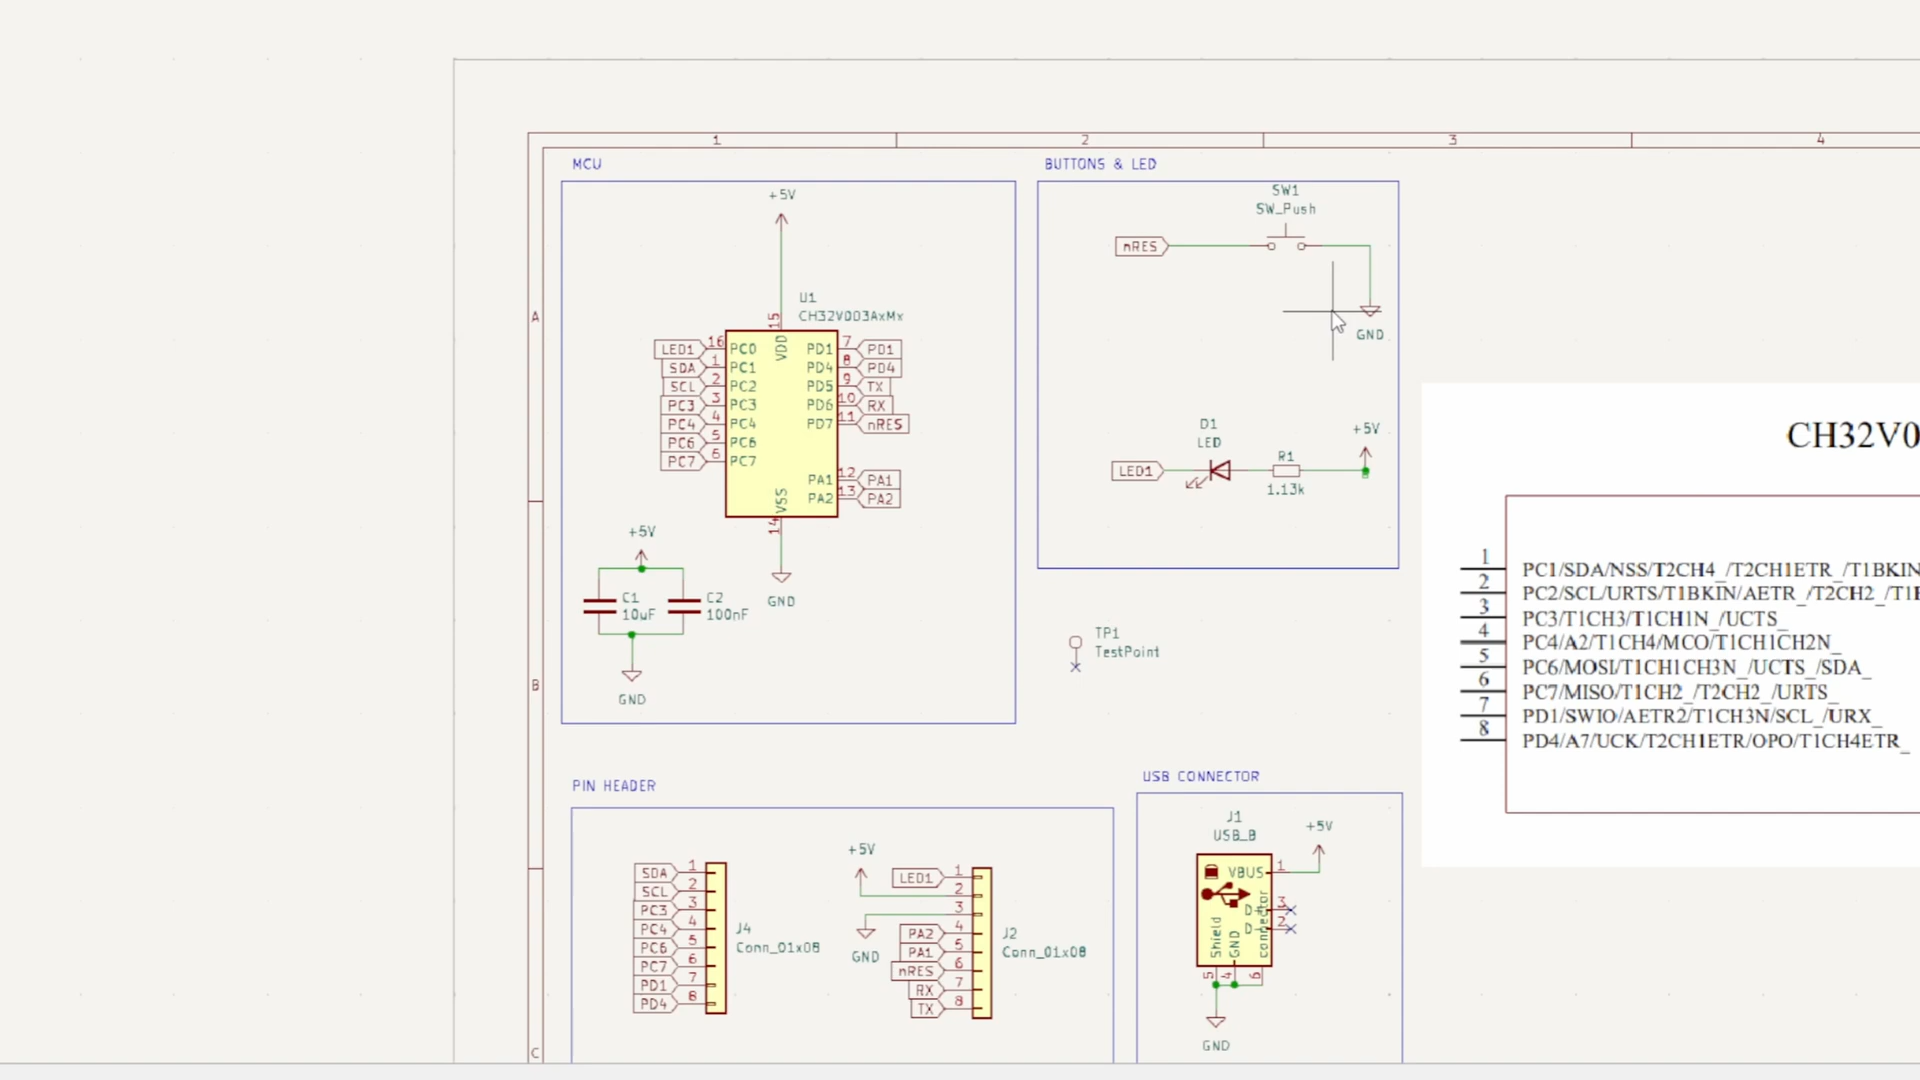 1
2
3
4
A
B
C
MCU
+5V
U1
CH32V003AxMx
15
VDD
LED1 16 PC0
SDA 1 PC1
SCL 2 PC2
PC3 3 PC3
PC4 4 PC4
PC6 5 PC6
PC7 6 PC7
PD1 7 PD1
PD4 8 PD4
PD5 9 TX
PD6 10 RX
PD7 11 nRES
PA1 12 PA1
PA2 13 PA2
VSS
14
GND
+5V
C1
10uF
C2
100nF
GND
BUTTONS & LED
SW1
SW_Push
nRES
GND
D1
LED
LED1
R1
1.13k
+5V
TP1
TestPoint
PIN HEADER
SDA 1
SCL 2
PC3 3
PC4 4
PC6 5
PC7 6
PD1 7
PD4 8
J4
Conn_01x08
+5V
LED1 1
2
3
GND
PA2 4
PA1 5
nRES 6
RX 7
TX 8
J2
Conn_01x08
USB CONNECTOR
J1
USB_B
+5V
VBUS 1
D+ 3
D- 2
Shield
GND
connector
5
4
6
GND
CH32V0
1 PC1/SDA/NSS/T2CH4_/T2CH1ETR_/T1BKIN
2 PC2/SCL/URTS/T1BKIN/AETR_/T2CH2_/T1
3 PC3/T1CH3/T1CH1N_/UCTS_
4 PC4/A2/T1CH4/MCO/T1CH1CH2N_
5 PC6/MOSI/T1CH1CH3N_/UCTS_/SDA_
6 PC7/MISO/T1CH2_/T2CH2_/URTS_
7 PD1/SWIO/AETR2/T1CH3N/SCL_/URX_
8 PD4/A7/UCK/T2CH1ETR/OPO/T1CH4ETR_